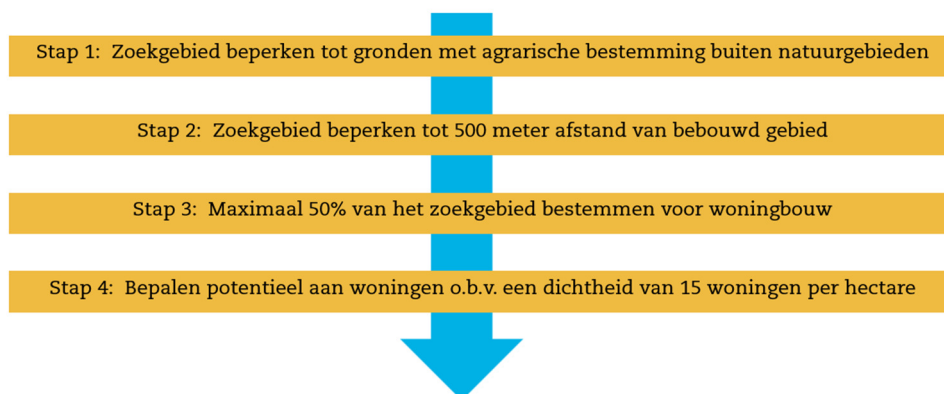 Stap 1: Zoekgebied beperken tot gronden met agrarische bestemming buiten natuurgebieden
Stap 2: Zoekgebied beperken tot 500 meter afstand van bebouwd gebied
Stap 3: Maximaal 50% van het zoekgebied bestemmen voor woningbouw
Stap 4: Bepalen potentieel aan woningen o.b.v. een dichtheid van 15 woningen per hectare